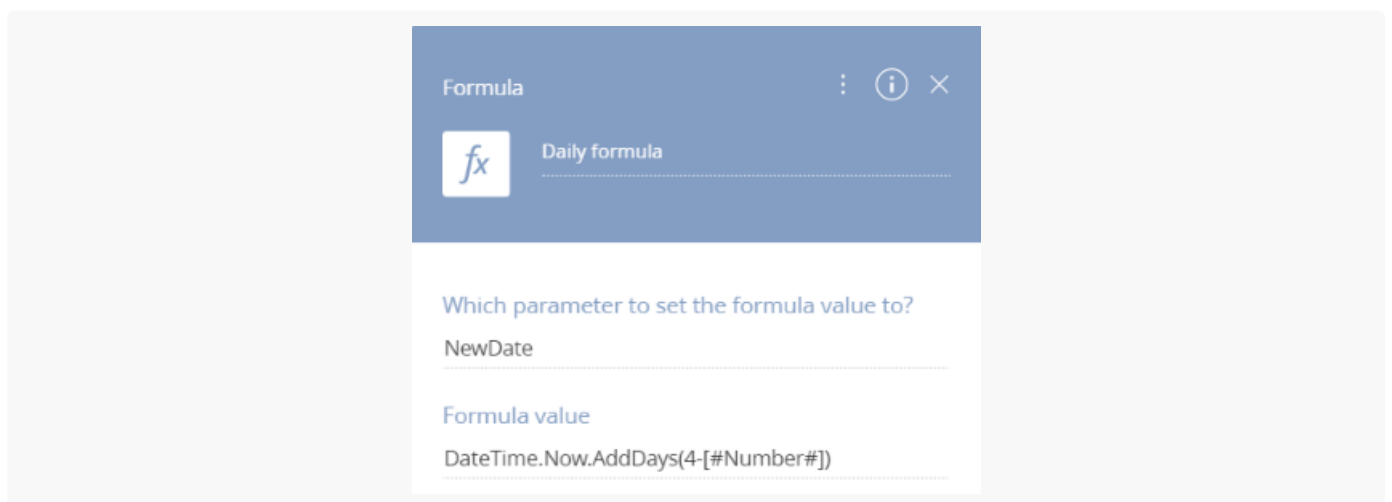 Formula
fx
Daily formula
Which parameter to set the formula value to?
NewDate
Formula value
DateTime.Now.AddDays(4-[#Number#])